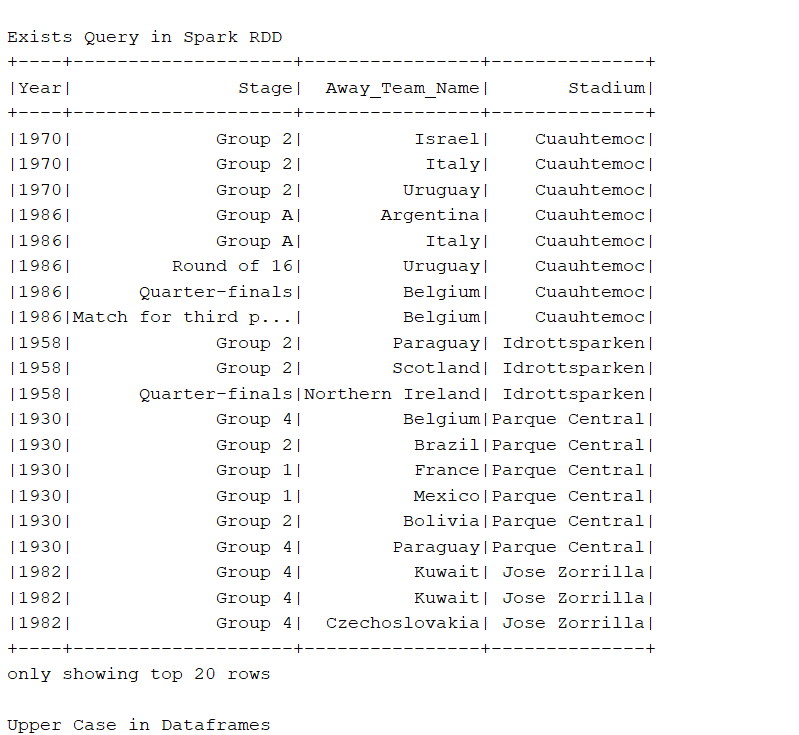 Exists Query in Spark RDD
+----+--------------------+----------------+--------------+
|Year|               Stage|  Away_Team_Name|       Stadium|
+----+--------------------+----------------+--------------+
|1970|             Group 2|          Israel|    Cuauhtemoc|
|1970|             Group 2|           Italy|    Cuauhtemoc|
|1970|             Group 2|         Uruguay|    Cuauhtemoc|
|1986|             Group A|       Argentina|    Cuauhtemoc|
|1986|             Group A|           Italy|    Cuauhtemoc|
|1986|         Round of 16|         Uruguay|    Cuauhtemoc|
|1986|      Quarter-finals|         Belgium|    Cuauhtemoc|
|1986|Match for third p...|         Belgium|    Cuauhtemoc|
|1958|             Group 2|        Paraguay| Idrottsparken|
|1958|             Group 2|        Scotland| Idrottsparken|
|1958|      Quarter-finals|Northern Ireland| Idrottsparken|
|1930|             Group 4|         Belgium|Parque Central|
|1930|             Group 2|          Brazil|Parque Central|
|1930|             Group 1|          France|Parque Central|
|1930|             Group 1|          Mexico|Parque Central|
|1930|             Group 2|         Bolivia|Parque Central|
|1930|             Group 4|        Paraguay|Parque Central|
|1982|             Group 4|          Kuwait| Jose Zorrilla|
|1982|             Group 4|          Kuwait| Jose Zorrilla|
|1982|             Group 4|  Czechoslovakia| Jose Zorrilla|
+----+--------------------+----------------+--------------+
only showing top 20 rows
Upper Case in Dataframes